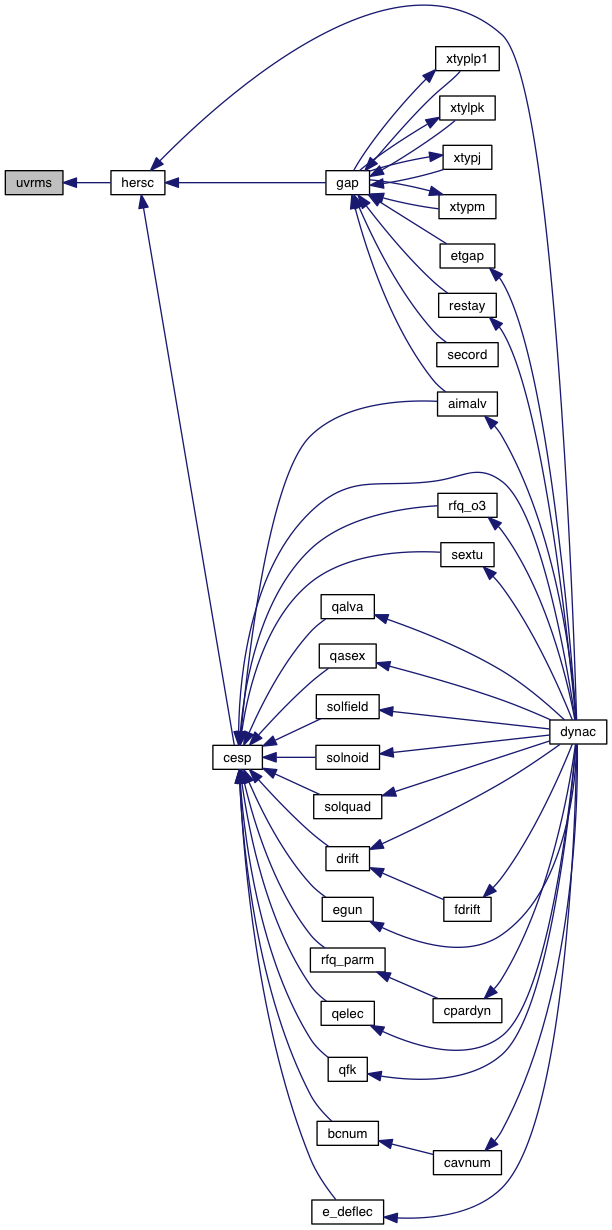 xtyplp1
xtylpk
xtypj
uvrms
hersc
gap
xtypm
etgap
restay
secord
aimalv
rfq_o3
sextu
qalva
qasex
solfield
dynac
cesp
solnoid
solquad
drift
egun
fdrift
rfq_parm
qelec
cpardyn
qfk
bcnum
cavnum
e_deflec